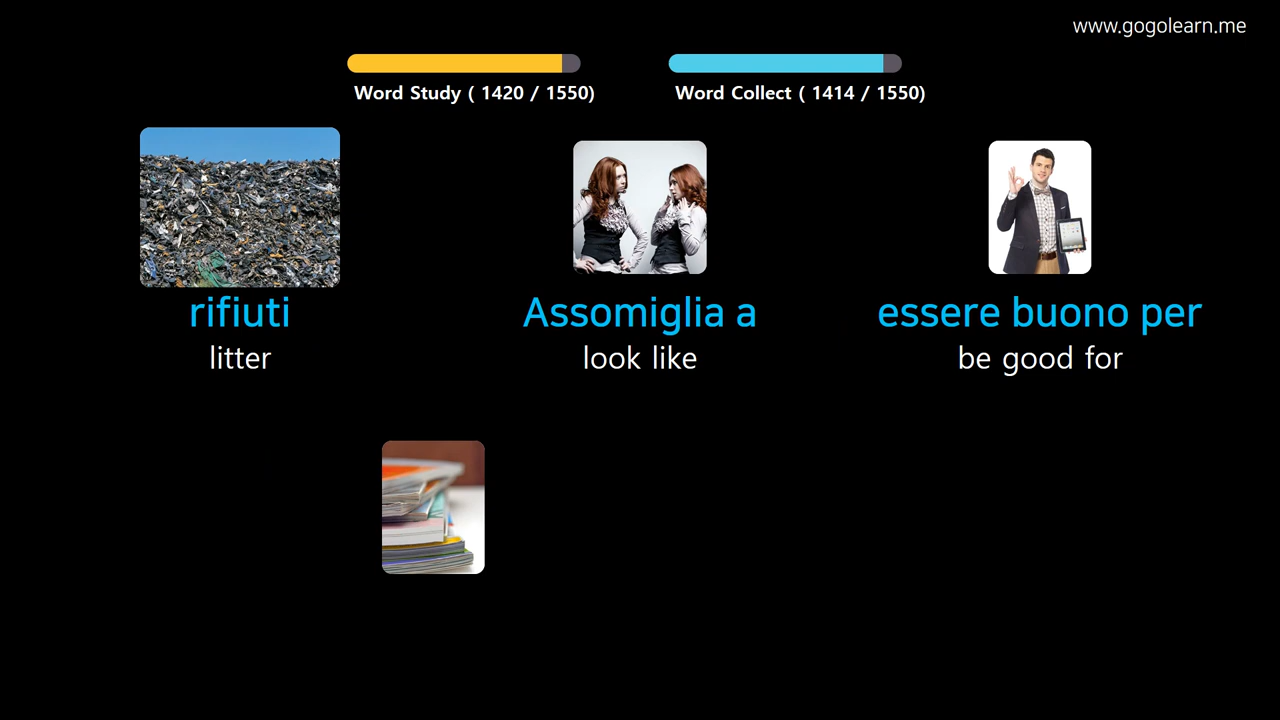 www.gogolearn.me
Word Study ( 1420 / 1550)
Word Collect ( 1414 / 1550)
rifiuti
litter
Assomiglia a
look like
essere buono per
be good for